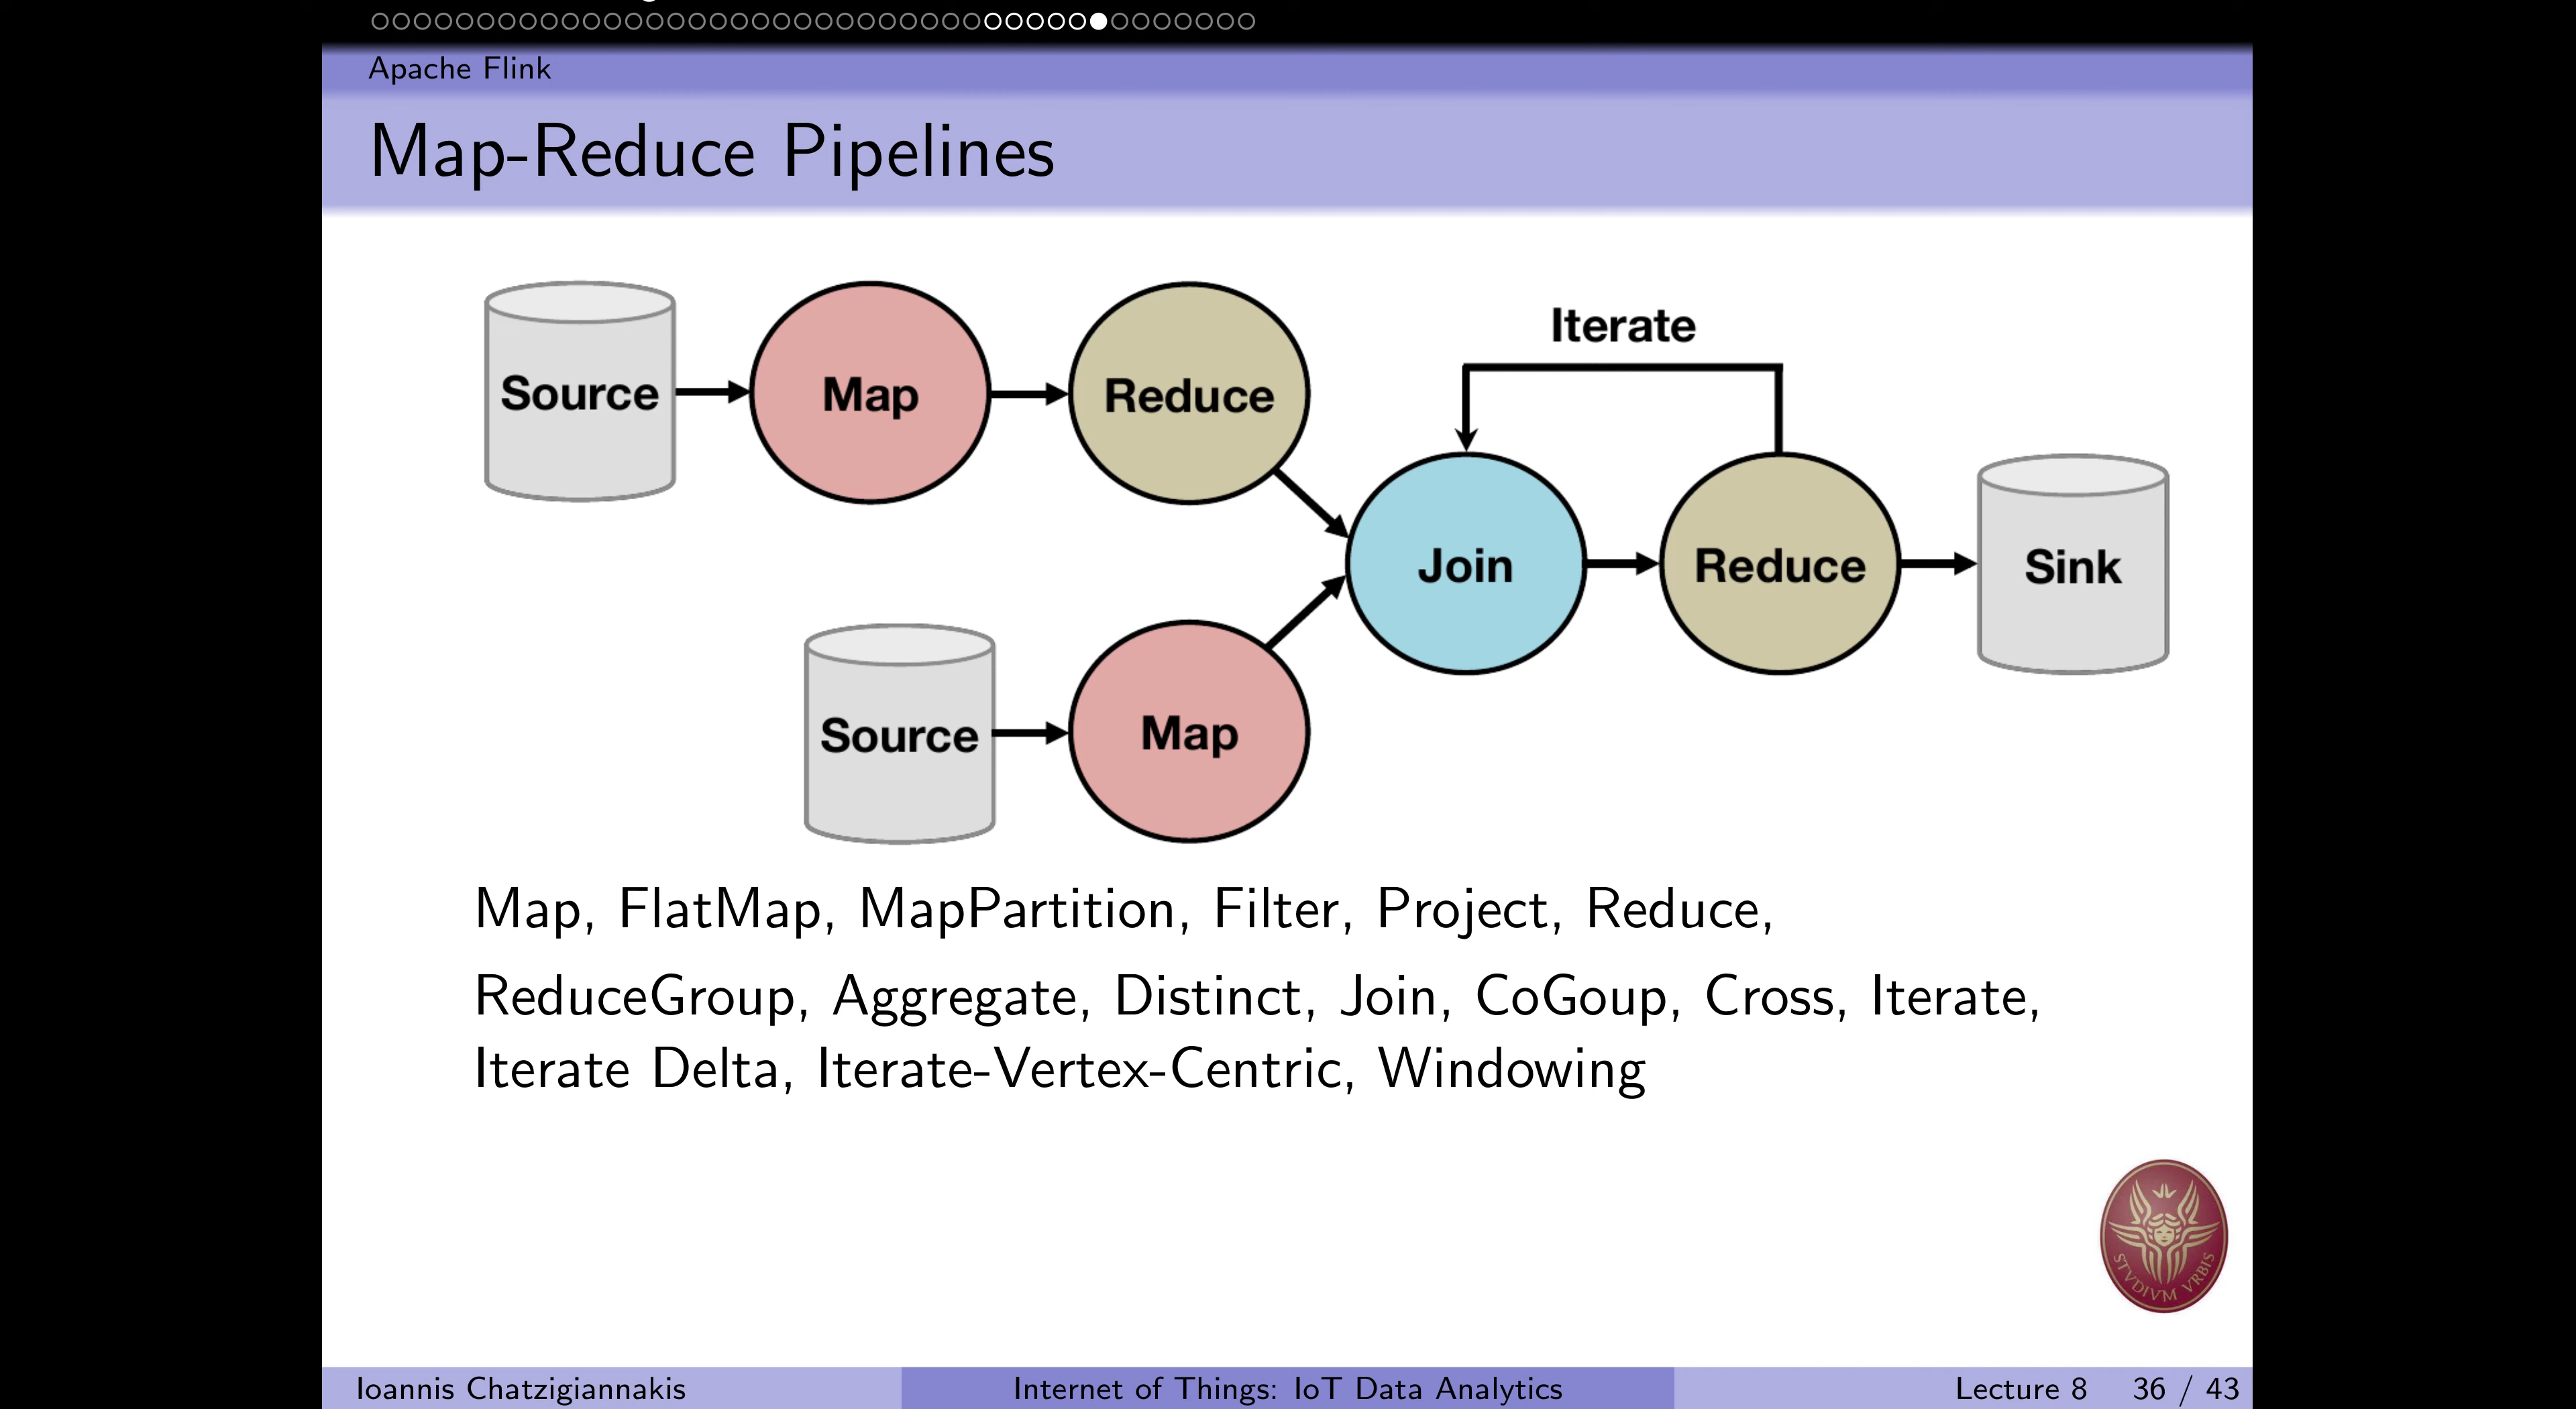 Apache Flink
Map-Reduce Pipelines
Source
Map
Reduce
Iterate
Join
Reduce
Sink
Source
Map
Map, FlatMap, MapPartition, Filter, Project, Reduce,
ReduceGroup, Aggregate, Distinct, Join, CoGoup, Cross, Iterate,
Iterate Delta, Iterate-Vertex-Centric, Windowing
STVDIVM VRBIS
Ioannis Chatzigiannakis
Internet of Things: IoT Data Analytics
Lecture 8 36 / 43